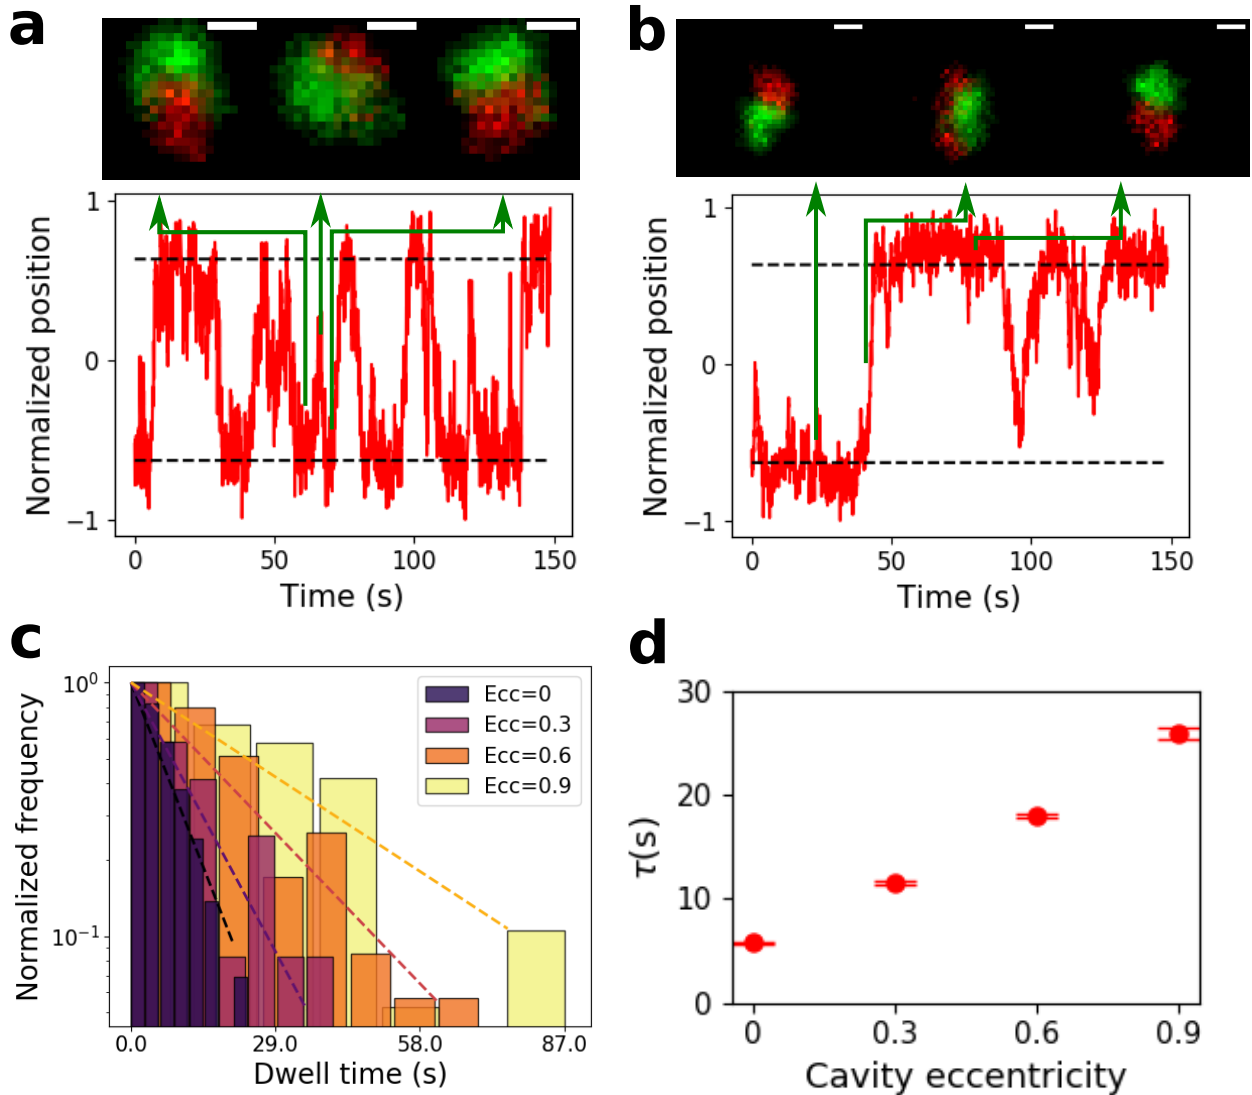 a
b
1
0
−1
Normalized position
0
50
100
150
Time (s)
1
0
−1
Normalized position
0
50
100
150
Time (s)
c
d
10⁰
10⁻¹
Normalized frequency
Ecc=0
Ecc=0.3
Ecc=0.6
Ecc=0.9
0.0
29.0
58.0
87.0
Dwell time (s)
30
20
10
0
τ(s)
0
0.3
0.6
0.9
Cavity eccentricity